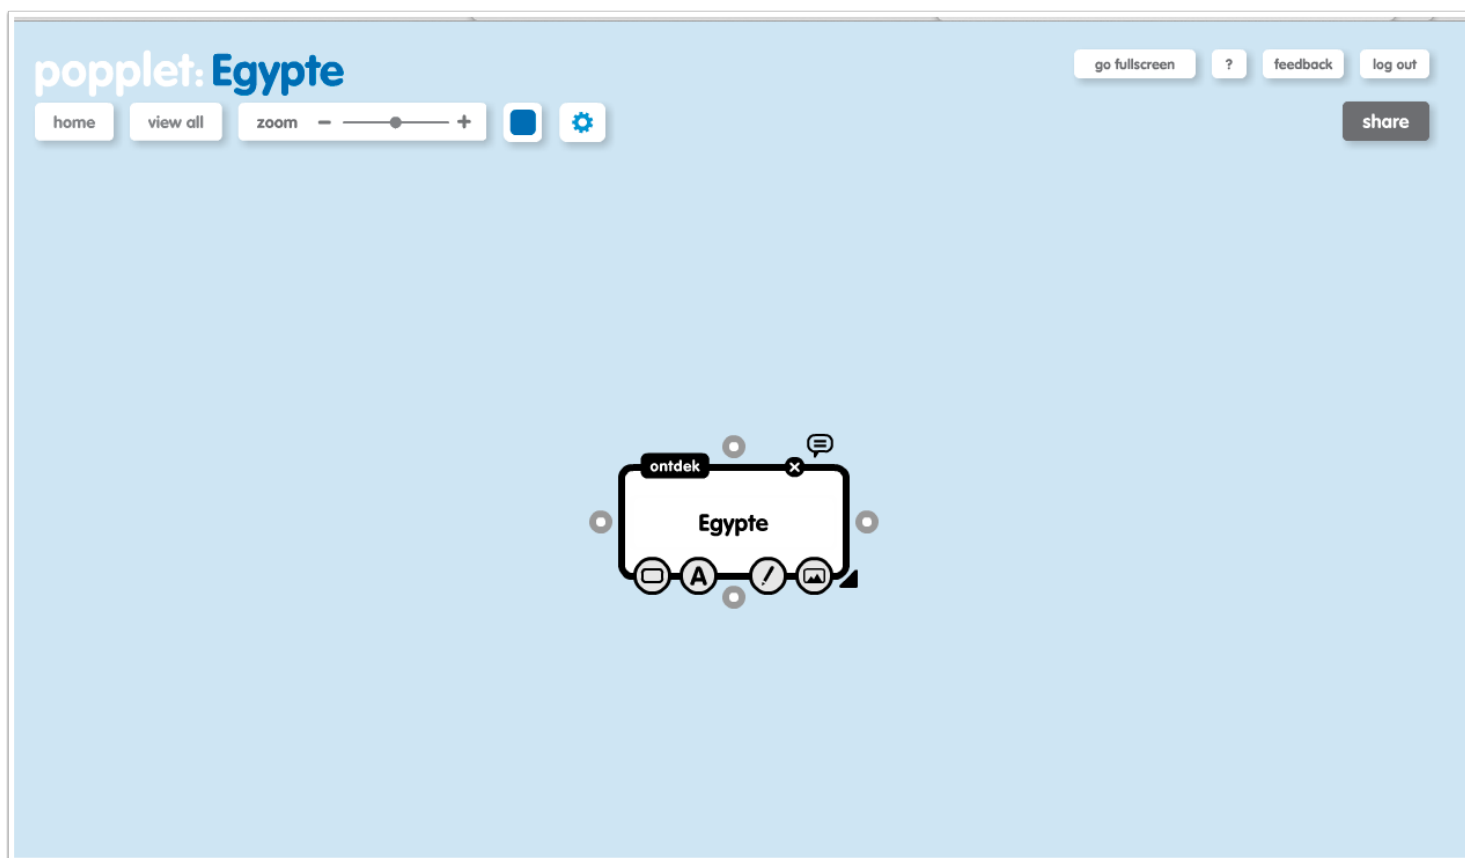 popplet: Egypte
go fullscreen ? feedback log out
home view all zoom - + share
ontdek
Egypte
A